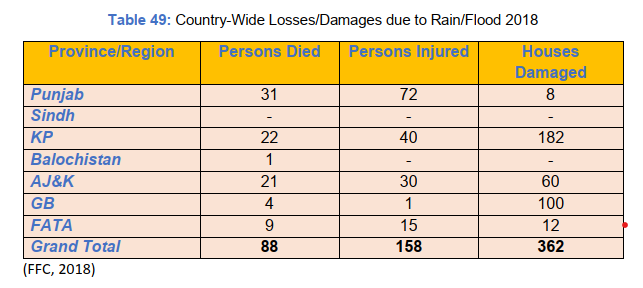 Table 49: Country-Wide Losses/Damages due to Rain/Flood 2018
Province/Region Persons Died Persons Injured Houses Damaged
Punjab 31 72 8
Sindh - - -
KP 22 40 182
Balochistan 1 - -
AJ&K 21 30 60
GB 4 1 100
FATA 9 15 12
Grand Total 88 158 362
(FFC, 2018)